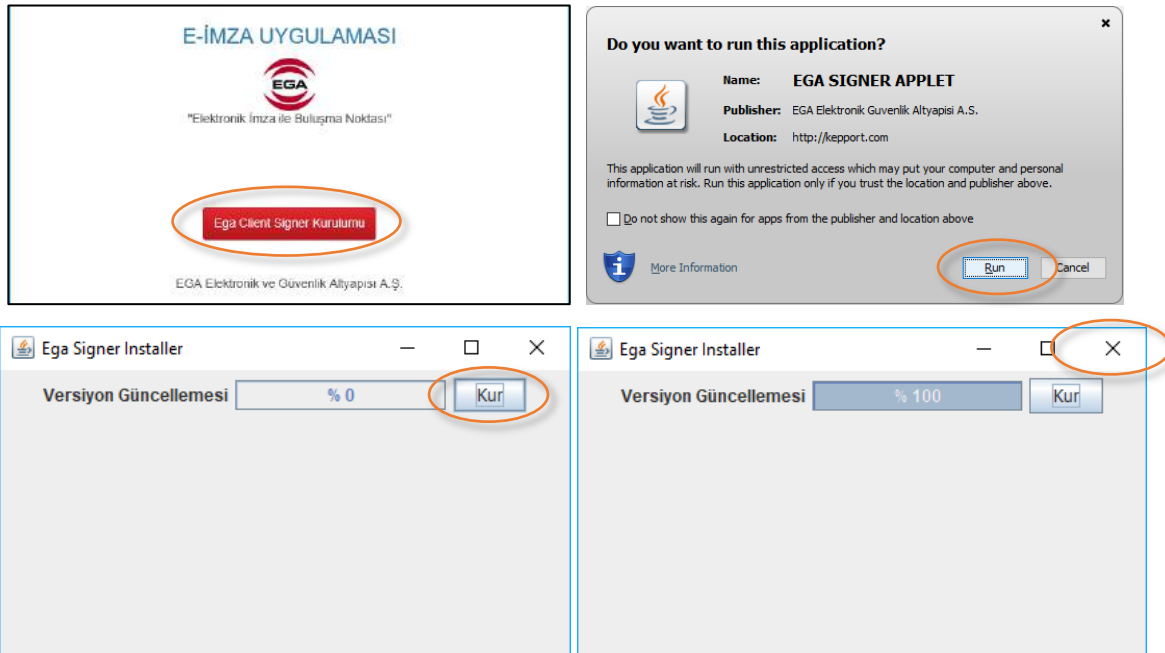 E-İMZA UYGULAMASI
EGA
"Elektronik İmza ile Buluşma Noktası"
Ega Client Signer Kurulumu
EGA Elektronik ve Güvenlik Altyapısı A.Ş.
Do you want to run this application?
Name: EGA SIGNER APPLET
Publisher: EGA Elektronik Guvenlik Altyapisi A.S.
Location: http://kepport.com
This application will run with unrestricted access which may put your computer and personal
information at risk. Run this application only if you trust the location and publisher above.
Do not show this again for apps from the publisher and location above
More Information
Run
Cancel
Ega Signer Installer
Versiyon Güncellemesi % 0 Kur
Ega Signer Installer
Versiyon Güncellemesi % 100 Kur